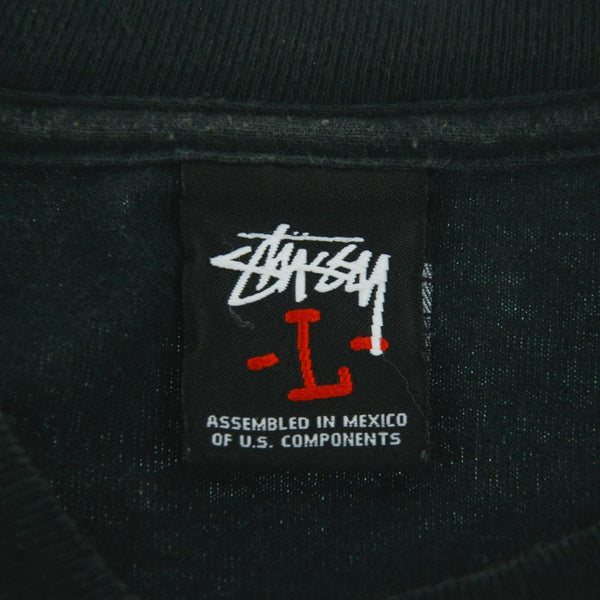 STÜSSY
-L-
ASSEMBLED IN MEXICO
OF U.S. COMPONENTS